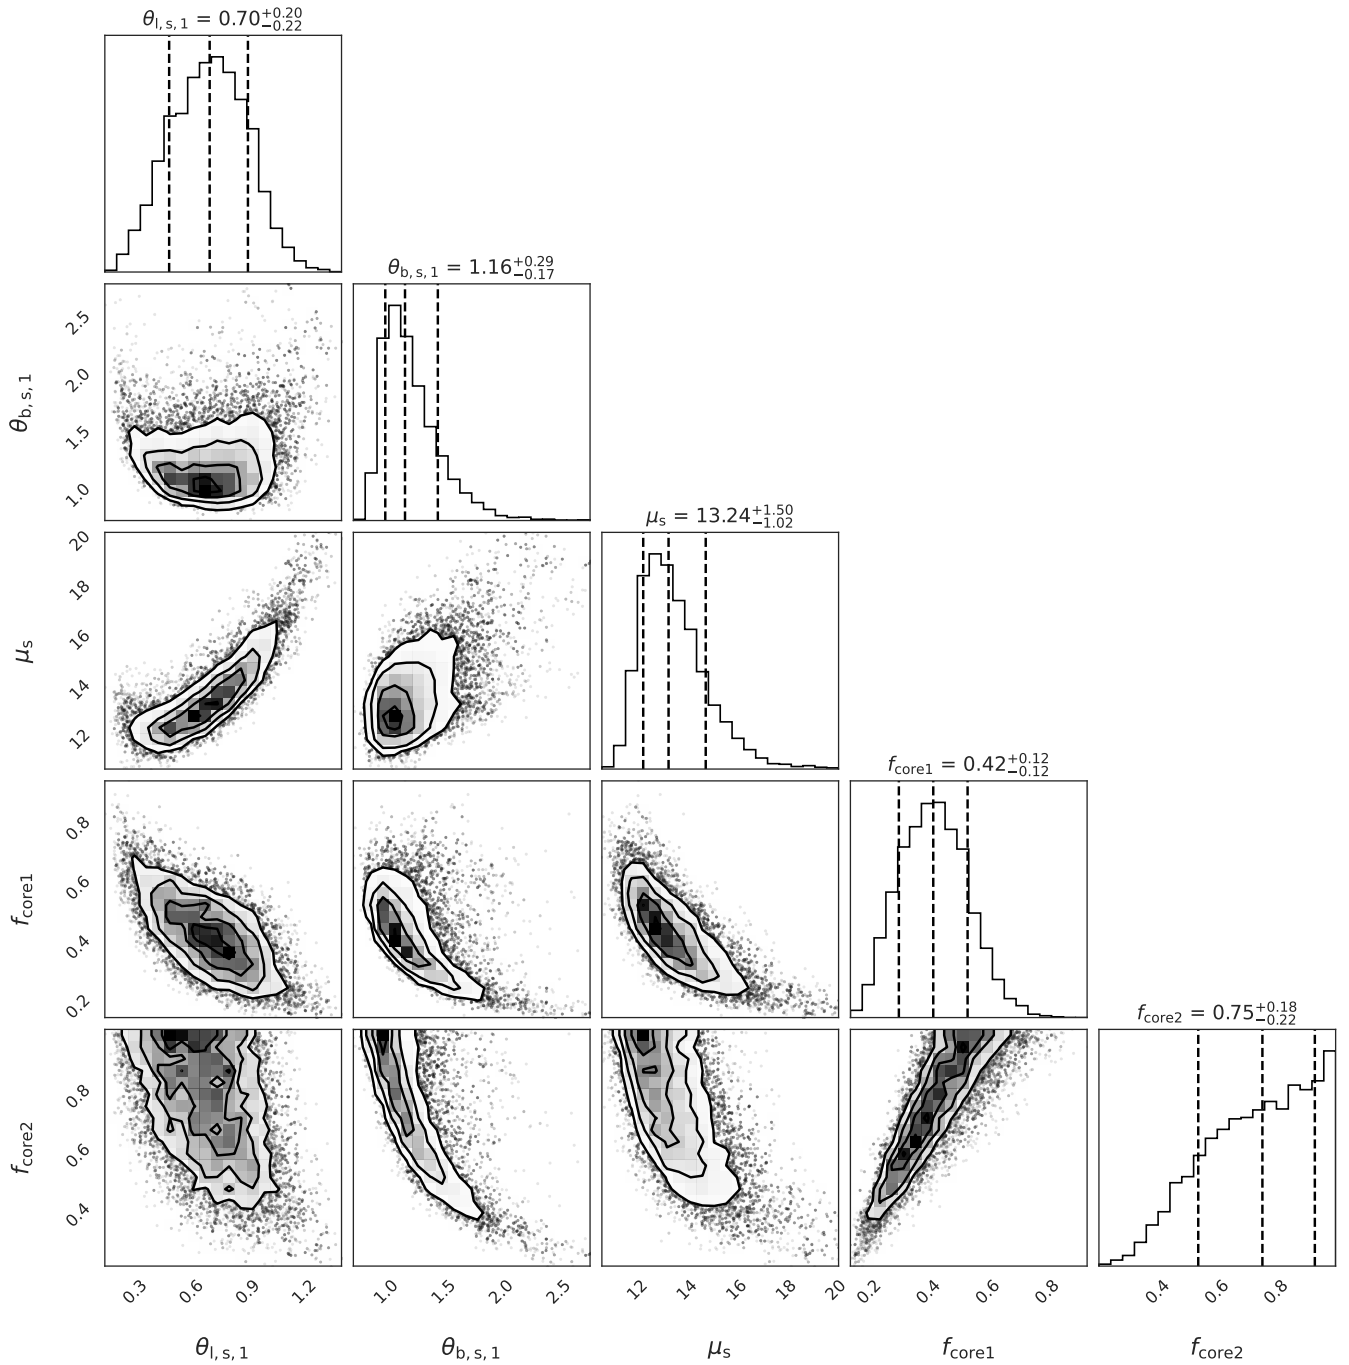 θl, s, 1 = 0.70+0.20−0.22
θb, s, 1 = 1.16+0.29−0.17
2.5
2.0
1.5
1.0
θb, s, 1
μs = 13.24+1.50−1.02
20
18
16
14
12
μs
fcore1 = 0.42+0.12−0.12
0.8
0.6
0.4
0.2
fcore1
fcore2 = 0.75+0.18−0.22
0.8
0.6
0.4
fcore2
0.3 0.6 0.9 1.2 1.0 1.5 2.0 2.5 12 14 16 18 20 0.2 0.4 0.6 0.8 0.4 0.6 0.8
θl, s, 1 θb, s, 1 μs fcore1 fcore2